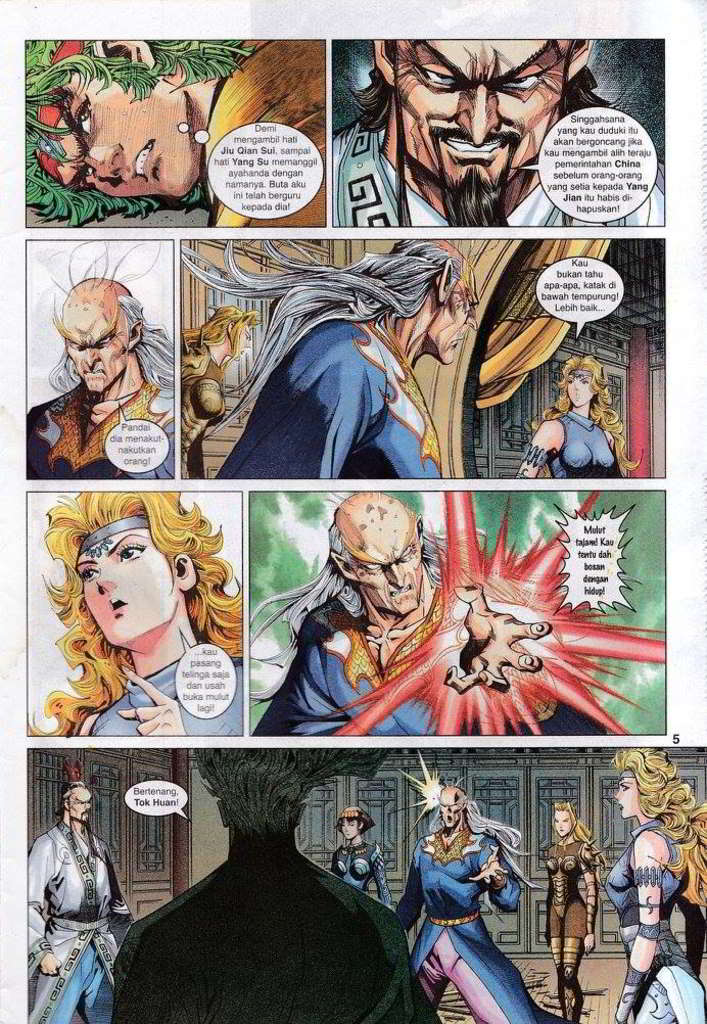 Demi
mengambil hati
Jiu Qian Sui, sampai
hati Yang Su memanggil
ayahanda dengan
namanya. Buta aku
ini telah berguru
kepada dia!
Singgahsana
yang kau duduki itu
akan bergoncang jika
kau mengambil alih teraju
pemerintahan China
sebelum orang-orang
yang setia kepada Yang
Jian itu habis di-
hapuskan!
Pandai
dia menakut-
nakutkan
orang!
Kau
bukan tahu
apa-apa, katak di
bawah tempurung!
Lebih baik...
...kau
pasang
telinga saja
dan usah
buka mulut
lagi!
Mulut
tajam! Kau
tentu dah
bosan
dengan
hidup!
5
Bertenang,
Tok Huan!